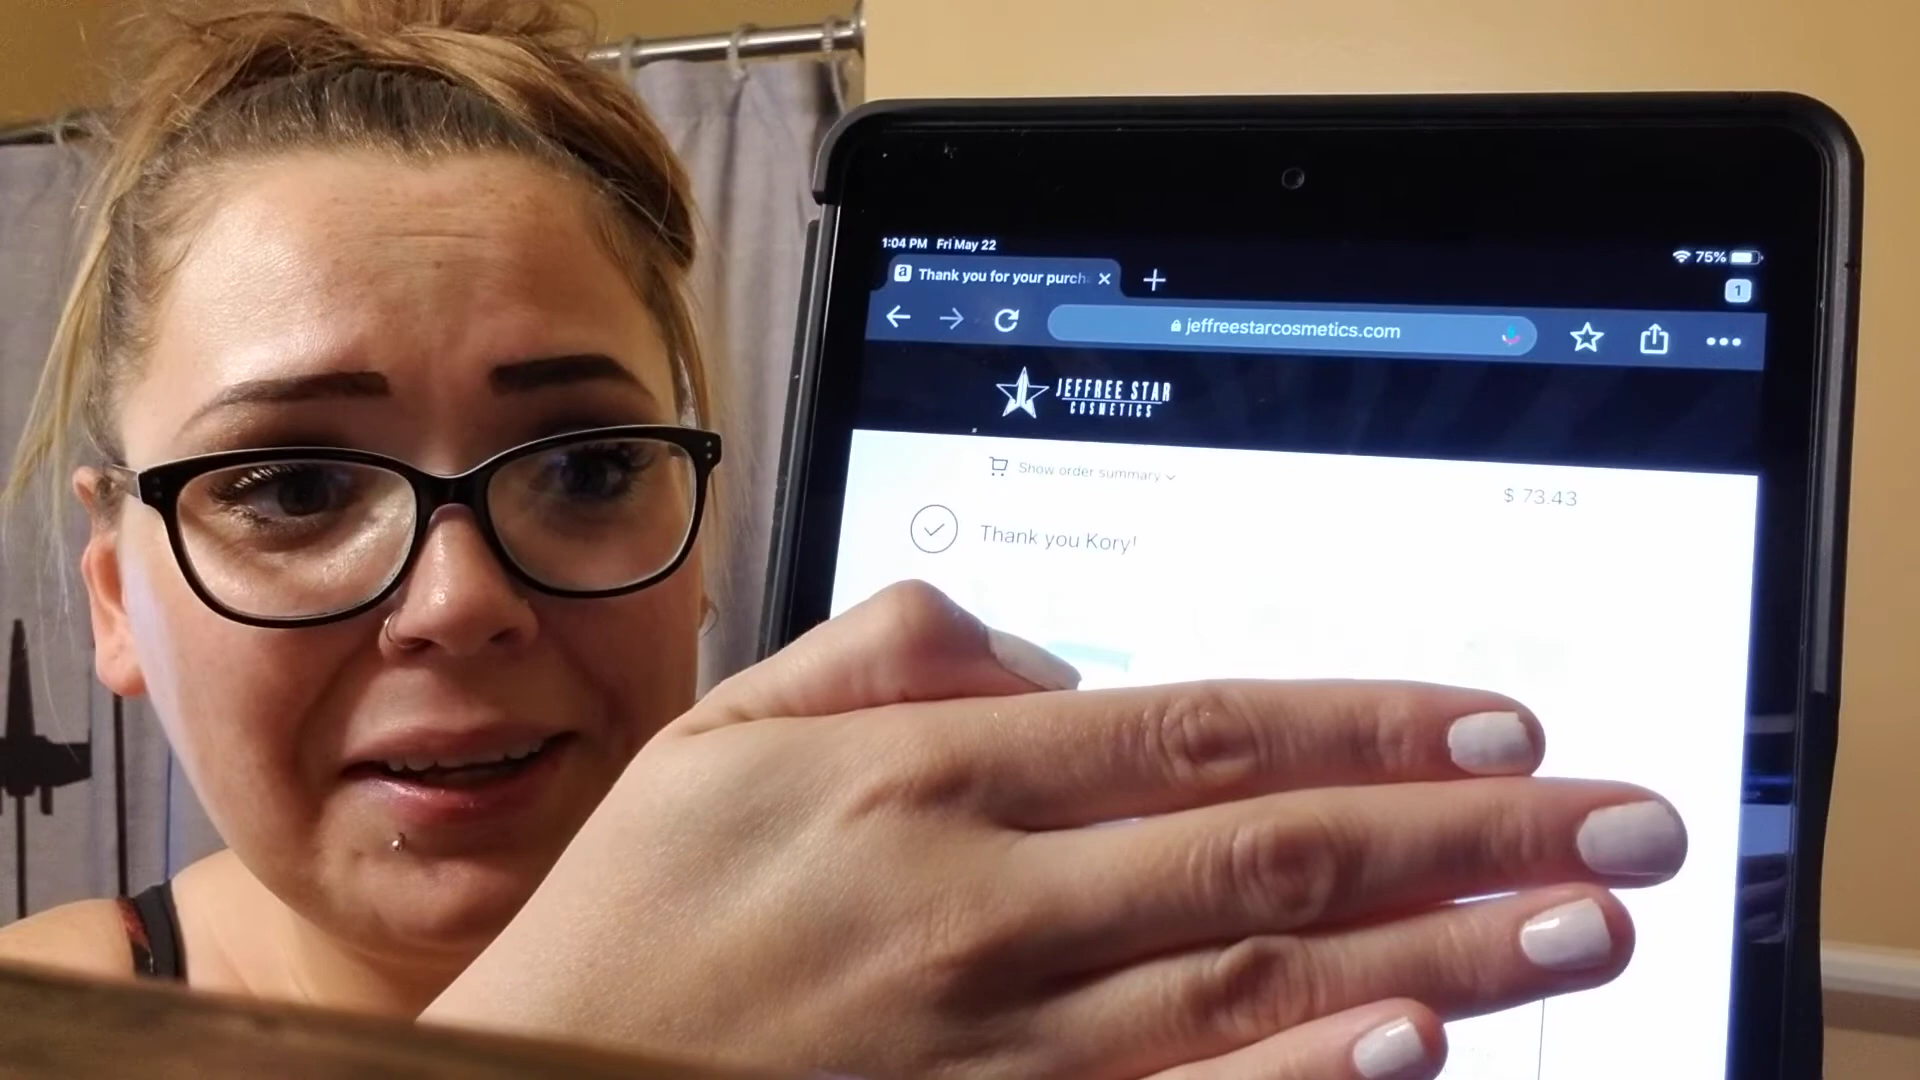 1:04 PM Fri May 22
75%
a Thank you for your purch
1
jeffreestarcosmetics.com
JEFFREE STAR
COSMETICS
Show order summary
$ 73.43
Thank you Kory!